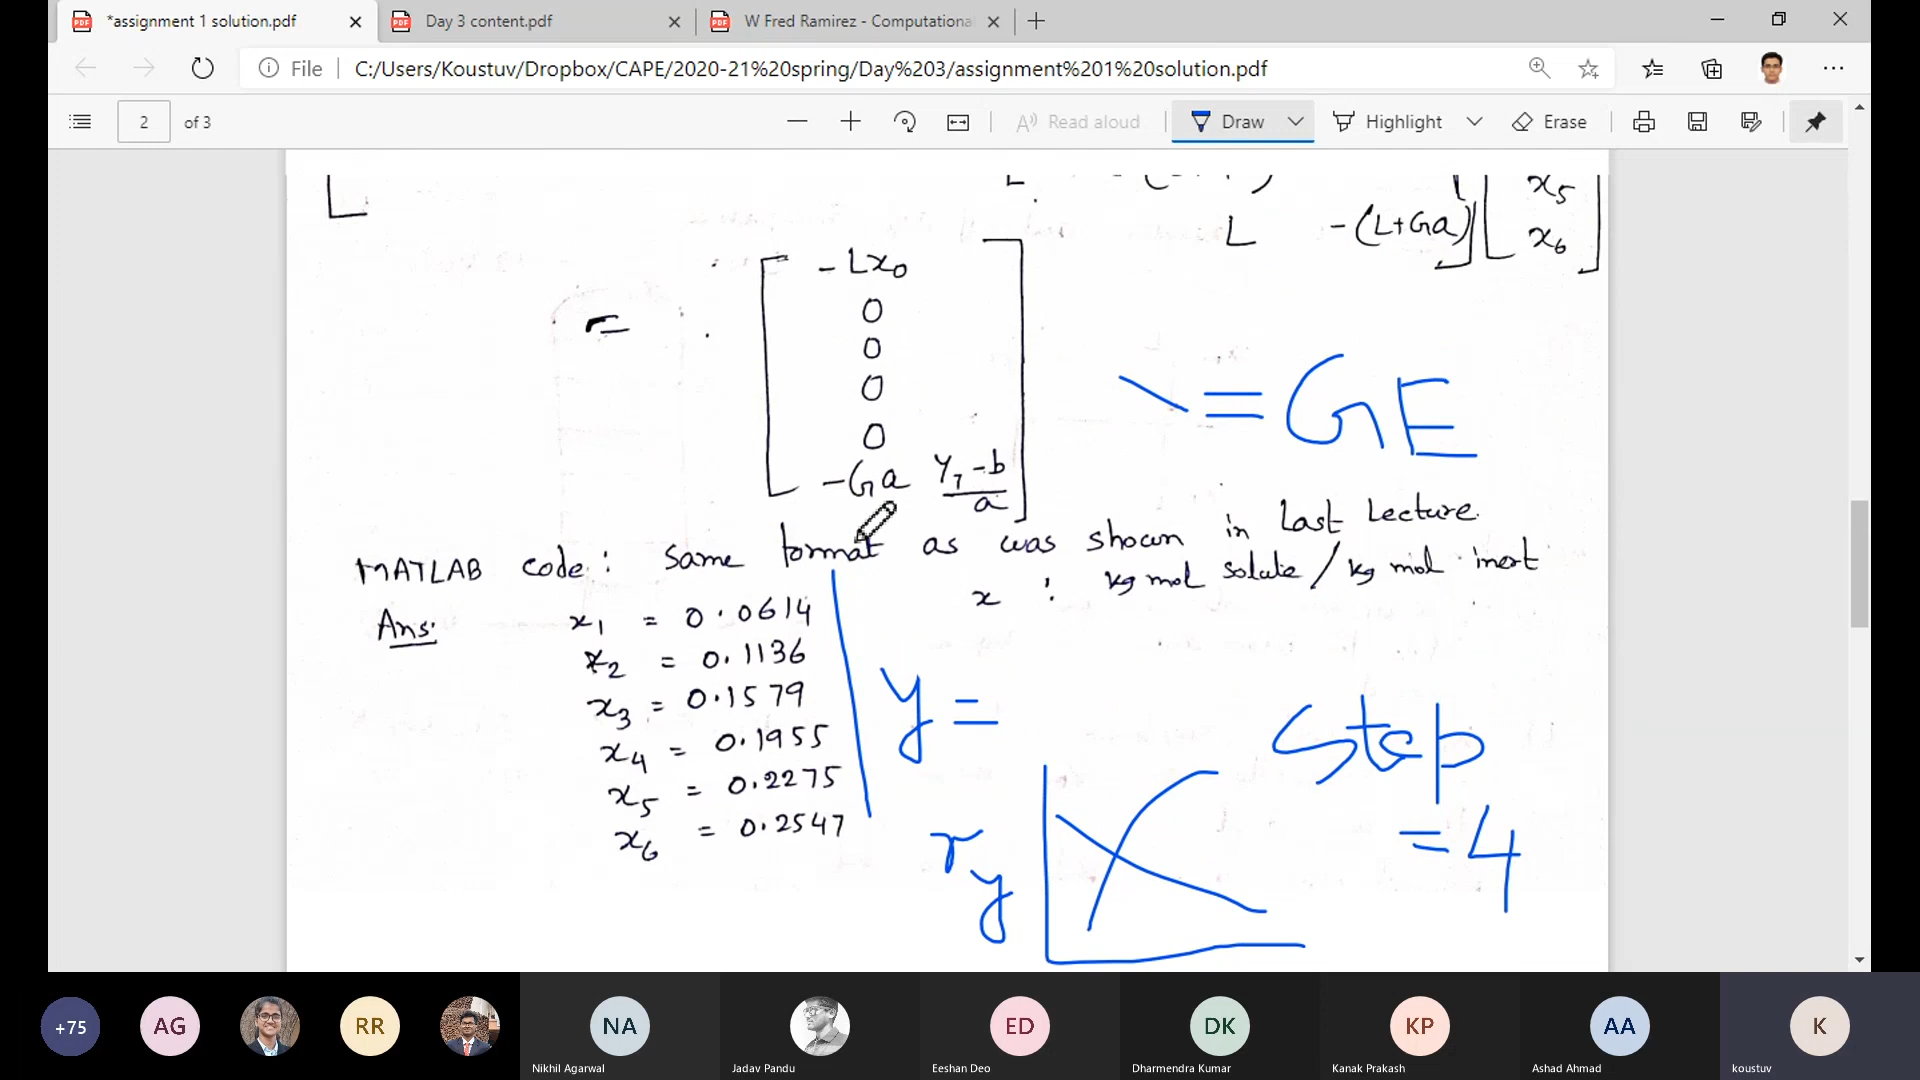 *assignment 1 solution.pdf
Day 3 content.pdf
W Fred Ramirez - Computationa
File
C:/Users/Koustuv/Dropbox/CAPE/2020-21%20spring/Day%203/assignment%201%20solution.pdf
2 of 3
Read aloud
Draw
Highlight
Erase
L x5
L -(L+Ga) x6
-Lx0
0
=
0
0
0
-Ga (Y7-b)/a
\ = GE
MATLAB code: Same format as was shown in Last Lecture.
x : kg mol solute / kg mol inert
Ans:
x1 = 0.0614
x2 = 0.1136
x3 = 0.1579
x4 = 0.1955
x5 = 0.2275
x6 = 0.2547
y =
Step
= 4
y
+75
AG
RR
NA
Nikhil Agarwal
Jadav Pandu
ED
Eeshan Deo
DK
Dharmendra Kumar
KP
Kanak Prakash
AA
Ashad Ahmad
K
koustuv